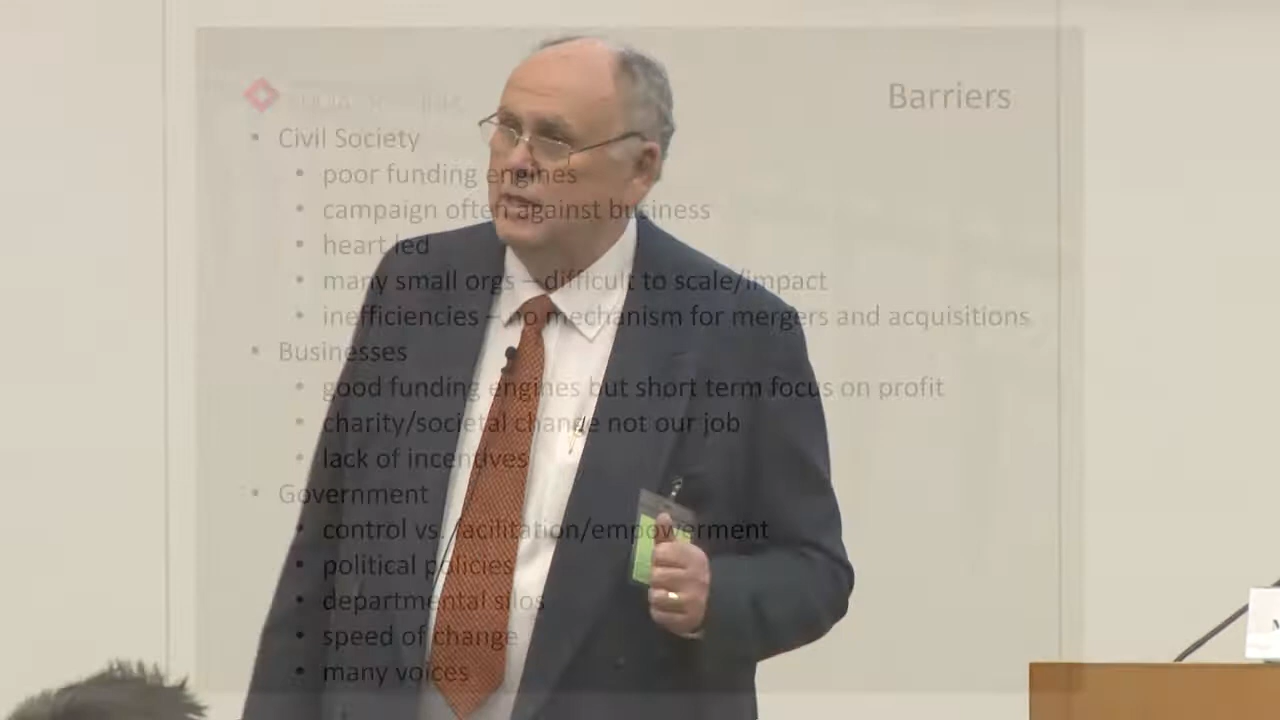 Barriers
• Civil Society
• poor funding engines
• campaign often against business
• heart led
• many small orgs – difficult to scale/impact
• inefficiencies – no mechanism for mergers and acquisitions
• Businesses
• good funding engines but short term focus on profit
• charity/societal change not our job
• lack of incentives
• Government
• control vs. facilitation/empowerment
• political policies
• departmental silos
• speed of change
• many voices